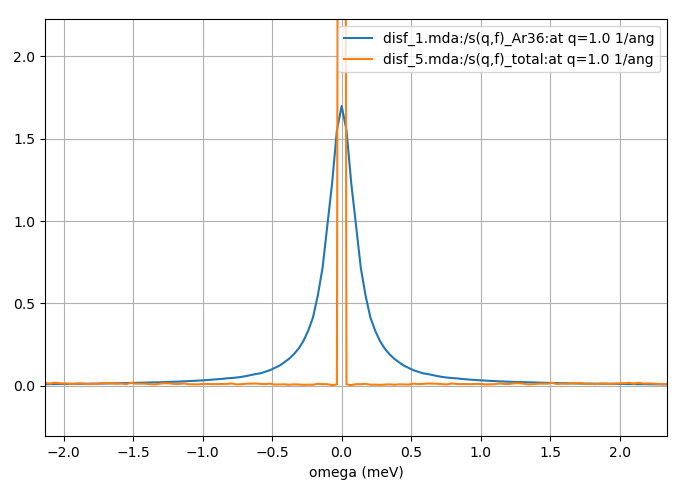 disf_1.mda:/s(q,f)_Ar36:at q=1.0 1/ang
disf_5.mda:/s(q,f)_total:at q=1.0 1/ang
2.0
1.5
1.0
0.5
0.0
−2.0 −1.5 −1.0 −0.5 0.0 0.5 1.0 1.5 2.0
omega (meV)